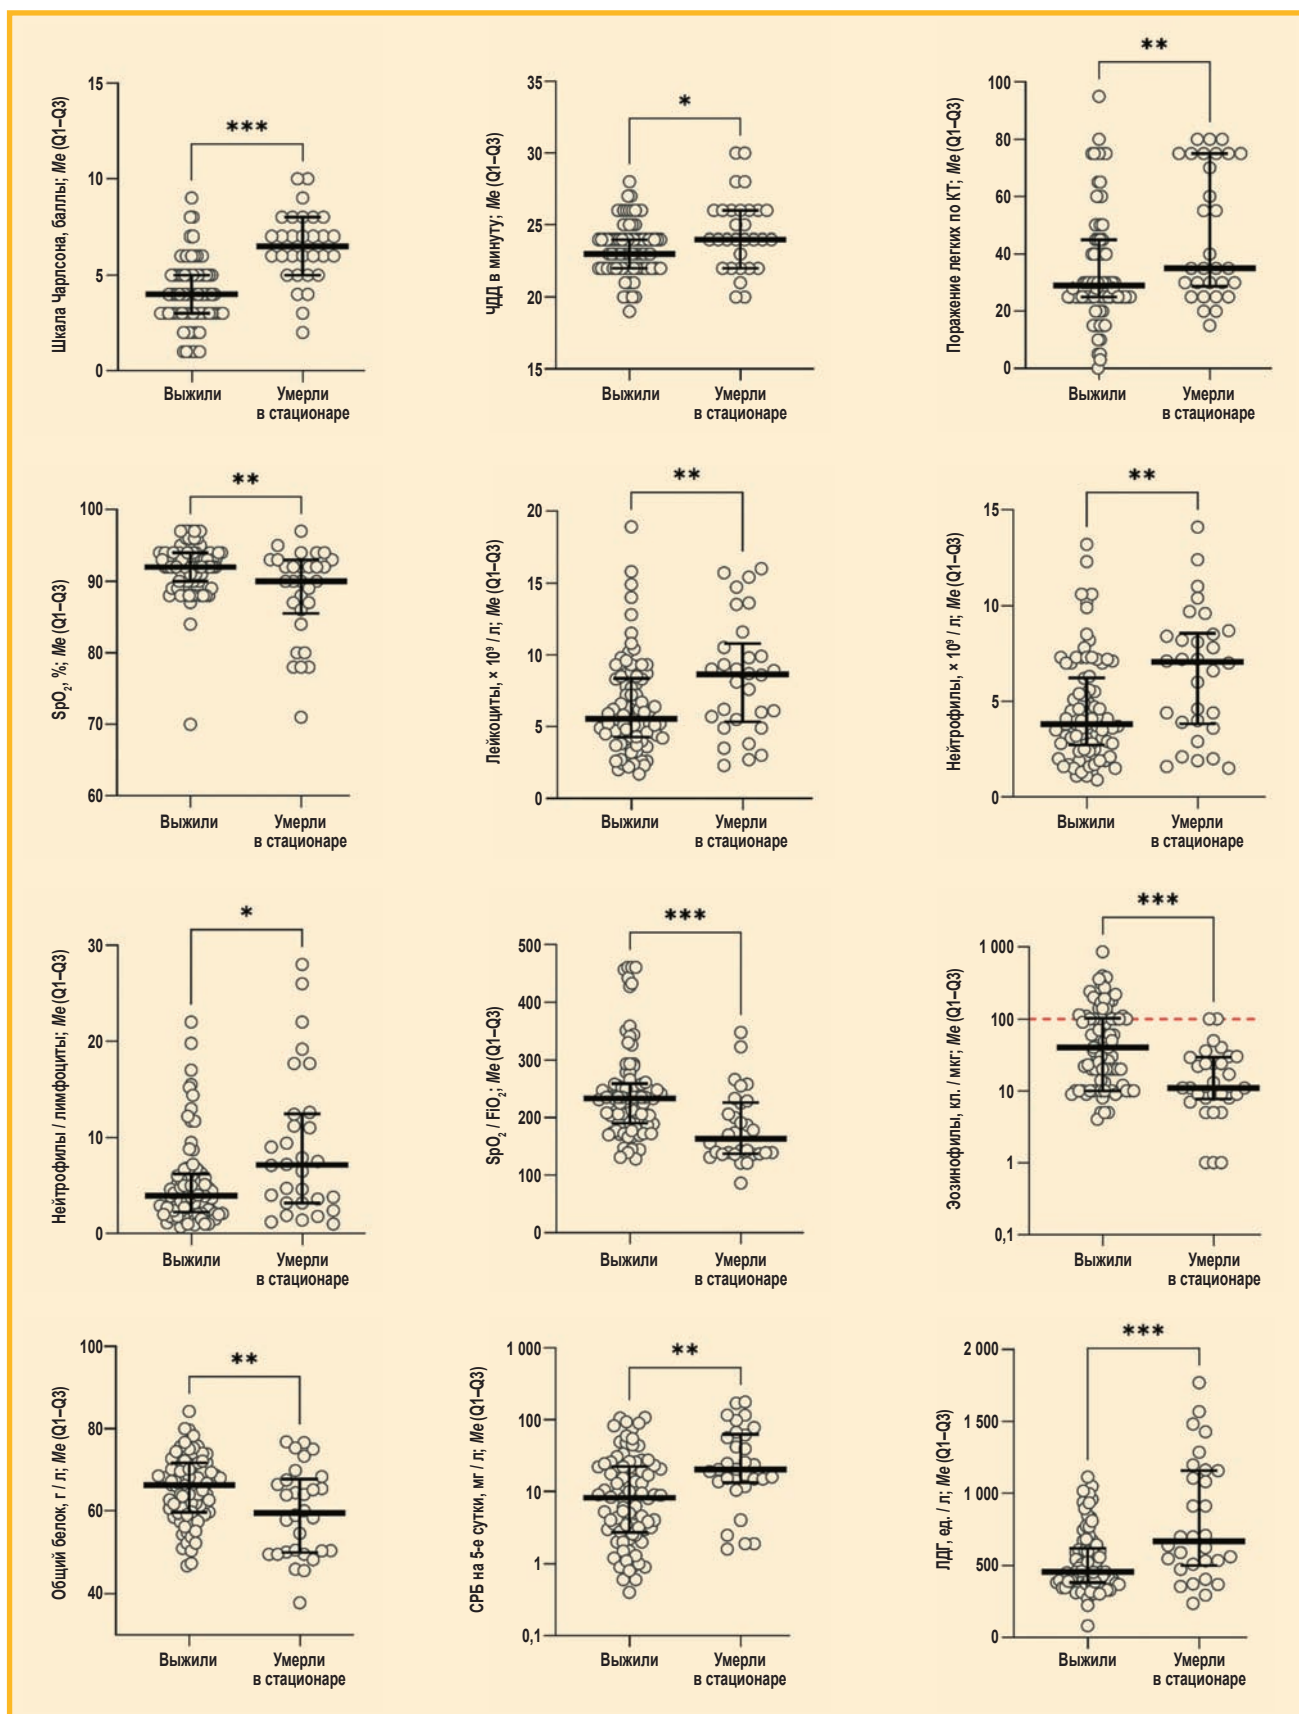 ***
15
10
5
0
Шкала Чарлсона, баллы; Me (Q1–Q3)
Выжили
Умерли
в стационаре
*
35
30
25
20
15
ЧДД в минуту; Me (Q1–Q3)
Выжили
Умерли
в стационаре
**
100
80
60
40
20
0
Поражение легких по КТ; Me (Q1–Q3)
Выжили
Умерли
в стационаре
**
100
90
80
70
60
SpO2, %; Me (Q1–Q3)
Выжили
Умерли
в стационаре
**
20
15
10
5
0
Лейкоциты, × 10⁹ / л; Me (Q1–Q3)
Выжили
Умерли
в стационаре
**
15
10
5
0
Нейтрофилы, × 10⁹ / л; Me (Q1–Q3)
Выжили
Умерли
в стационаре
*
30
20
10
0
Нейтрофилы / лимфоциты; Me (Q1–Q3)
Выжили
Умерли
в стационаре
***
500
400
300
200
100
0
SpO2 / FiO2; Me (Q1–Q3)
Выжили
Умерли
в стационаре
***
1 000
100
10
1
0,1
Эозинофилы, кл. / мкг; Me (Q1–Q3)
Выжили
Умерли
в стационаре
**
100
80
60
40
Общий белок, г / л; Me (Q1–Q3)
Выжили
Умерли
в стационаре
**
1 000
100
10
1
0,1
СРБ на 5-е сутки, мг / л; Me (Q1–Q3)
Выжили
Умерли
в стационаре
***
2 000
1 500
1 000
500
0
ЛДГ, ед. / л; Me (Q1–Q3)
Выжили
Умерли
в стационаре